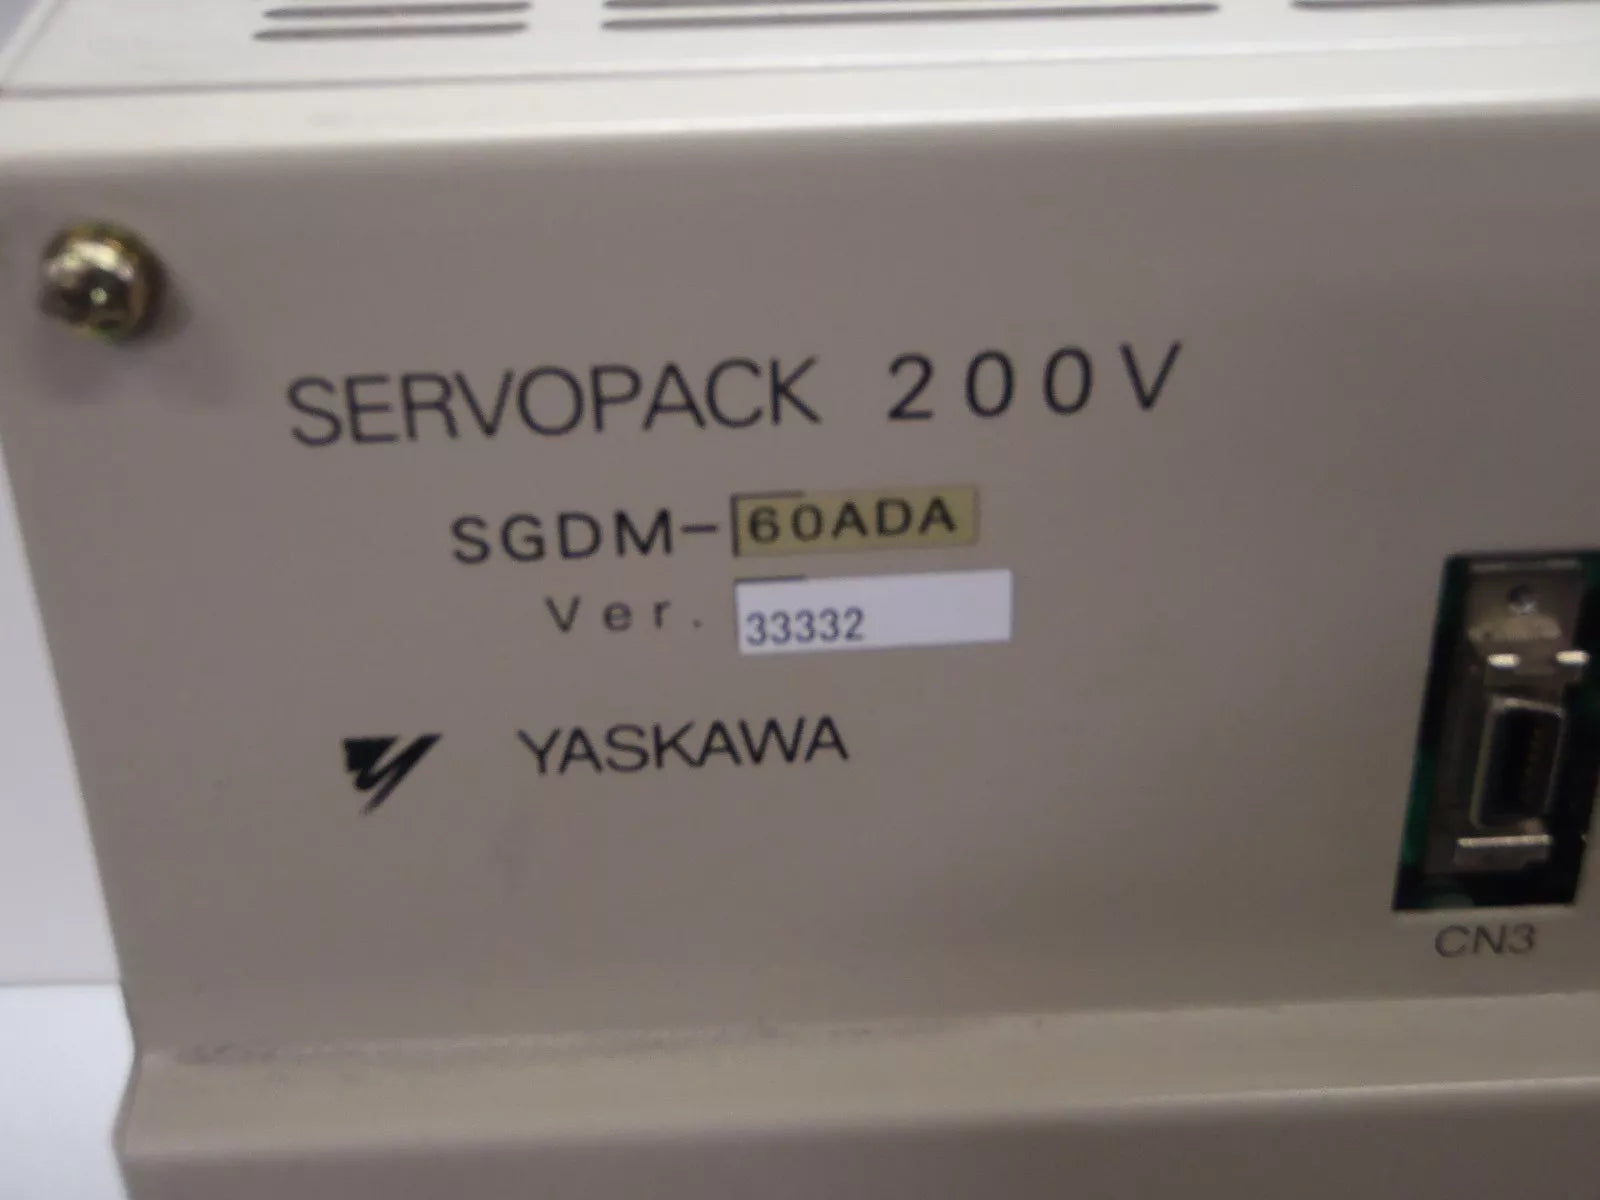 SERVOPACK 200V
SGDM-60ADA
Ver. 33332
YASKAWA
CN3